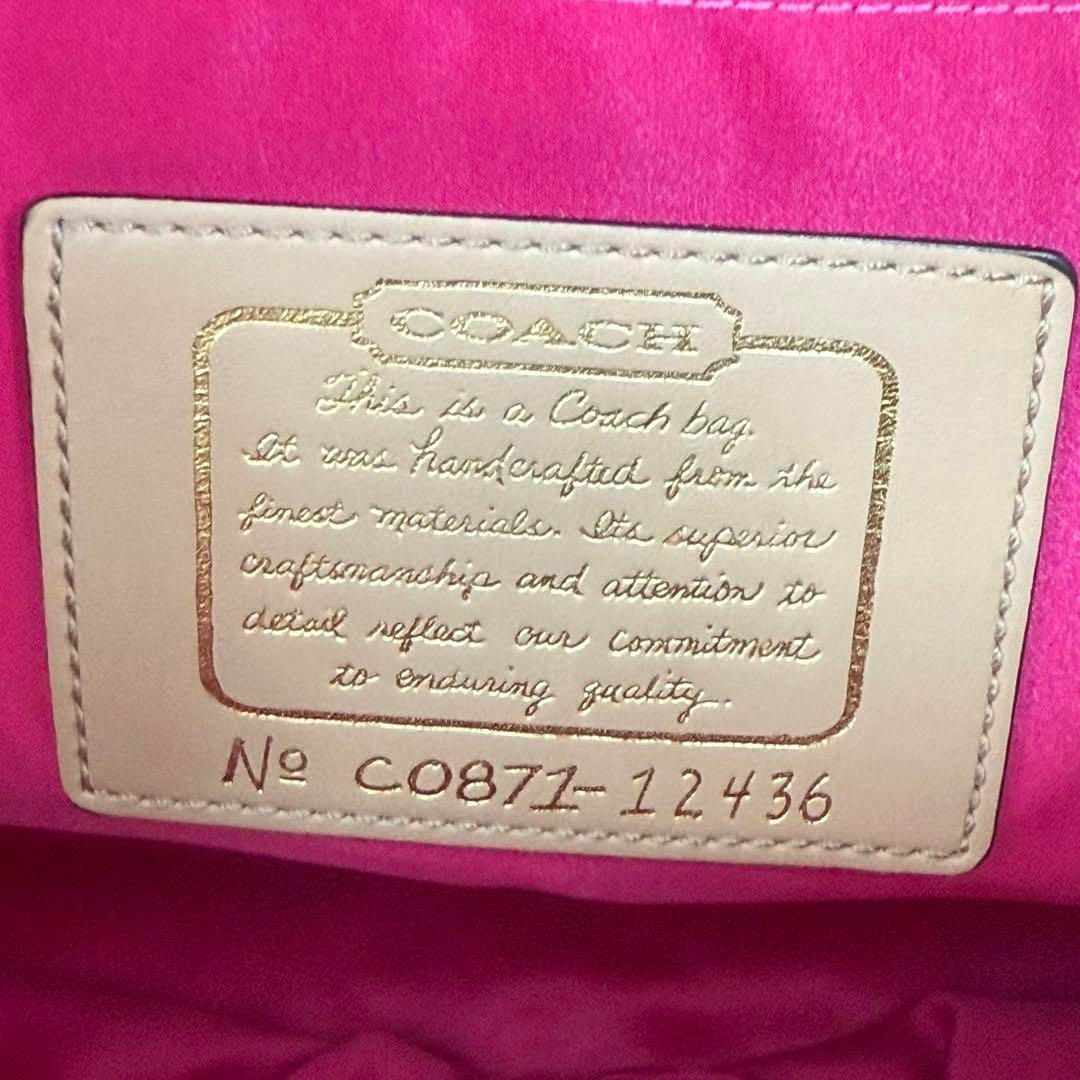 COACH
This is a Coach bag.
It was handcrafted from the
finest materials. Its superior
craftsmanship and attention to
detail reflect our commitment
to enduring quality.
Nº C0871-12436